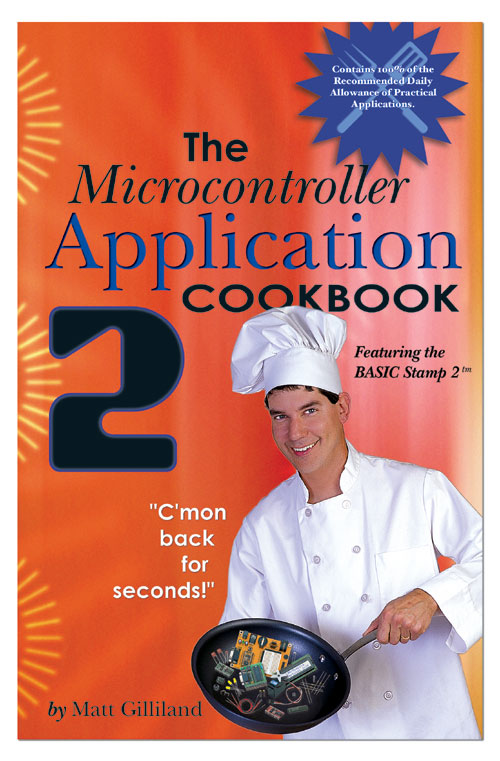 Contains 100% of the
Recommended Daily
Allowance of Practical
Applications.
The
Microcontroller
Application
COOKBOOK
2
Featuring the
BASIC Stamp 2™
"C'mon
back
for
seconds!"
by Matt Gilliland